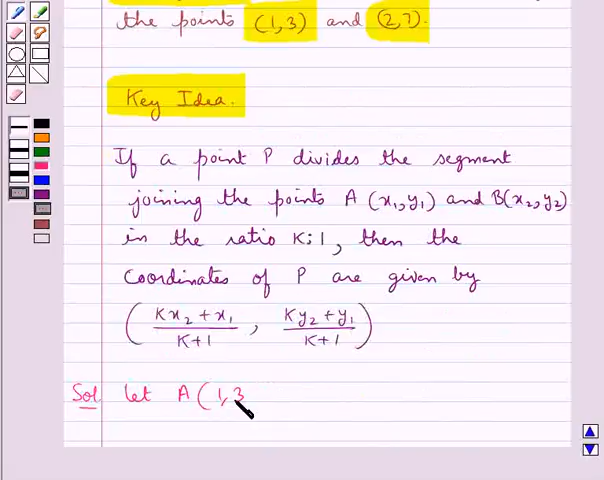 the points (1,3) and (2,7).
Key Idea.
If a point P divides the segment
joining the points A (x₁,y₁) and B(x₂,y₂)
in the ratio K:1, then the
coordinates of P are given by
( Kx₂+x₁ / K+1 , Ky₂+y₁ / K+1 )
Sol let A (1,3